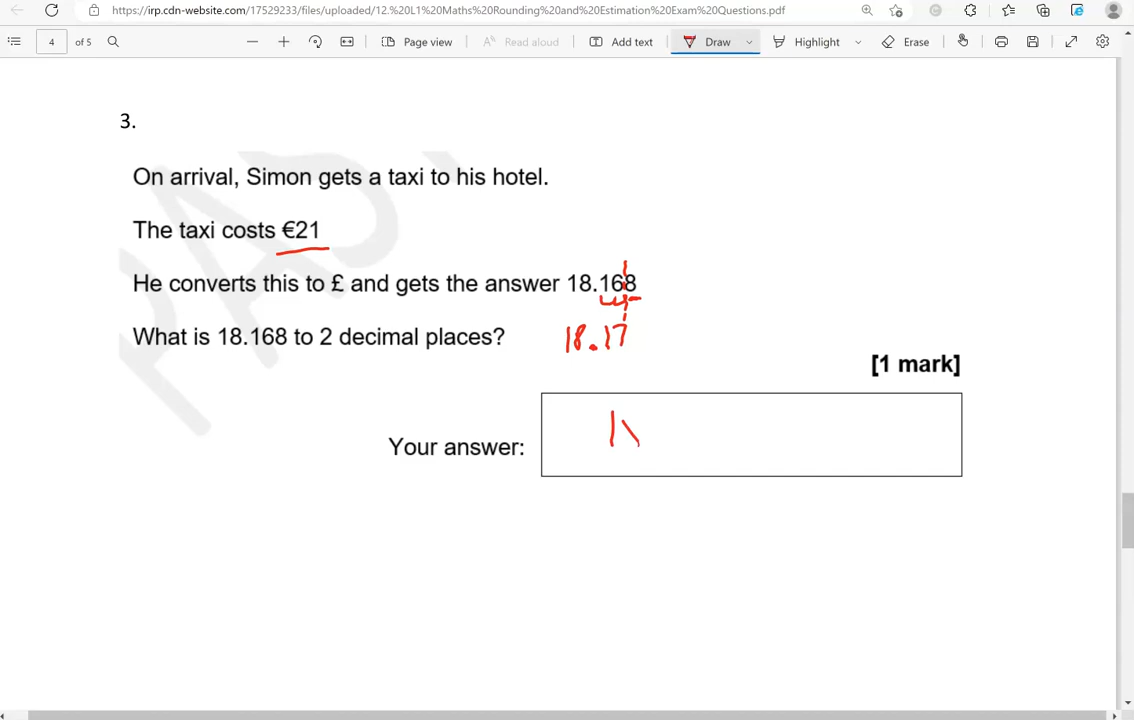 https://irp.cdn-website.com/17529233/files/uploaded/12.%20L1%20Maths%20Rounding%20and%20Estimation%20Exam%20Questions.pdf
4 of 5 Page view Read aloud Add text Draw Highlight Erase
3.
On arrival, Simon gets a taxi to his hotel.
The taxi costs €21
He converts this to £ and gets the answer 18.168
What is 18.168 to 2 decimal places? 18.17
[1 mark]
Your answer: